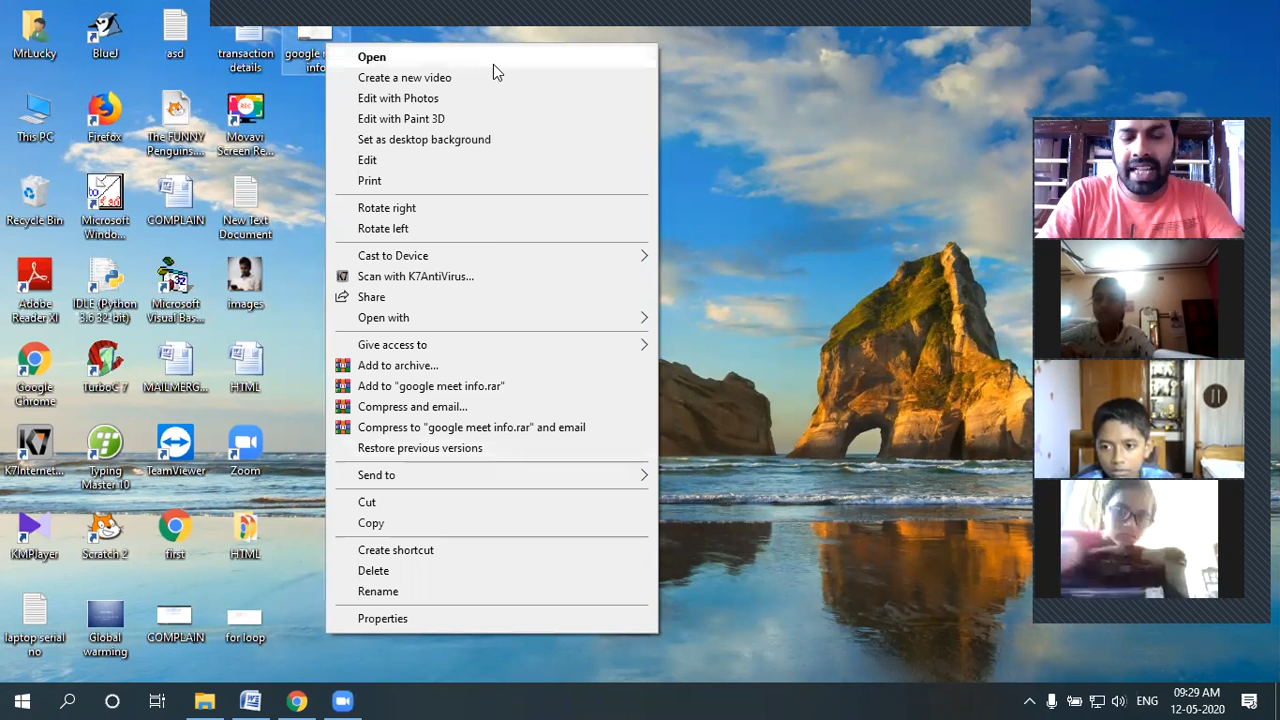 MrLucky
BlueJ
asd
transaction
details
google
info
This PC
Firefox
The FUNNY
Penguins....
REC
Movavi
Screen Re...
Recycle Bin
Microsoft
Windo...
COMPLAIN
New Text
Document
Adobe
Reader XI
IDLE (Python
3.6 32-bit)
Microsoft
Visual Bas...
images
Google
Chrome
TurboC 7
MAILMERG...
HTML
K7Internet...
Typing
Master 10
TeamViewer
Zoom
KMPlayer
Scratch 2
first
HTML
laptop serial
no
Global
warming
COMPLAIN
for loop
Open
Create a new video
Edit with Photos
Edit with Paint 3D
Set as desktop background
Edit
Print
Rotate right
Rotate left
Cast to Device
Scan with K7AntiVirus...
Share
Open with
Give access to
Add to archive...
Add to "google meet info.rar"
Compress and email...
Compress to "google meet info.rar" and email
Restore previous versions
Send to
Cut
Copy
Create shortcut
Delete
Rename
Properties
ENG
09:29 AM
12-05-2020